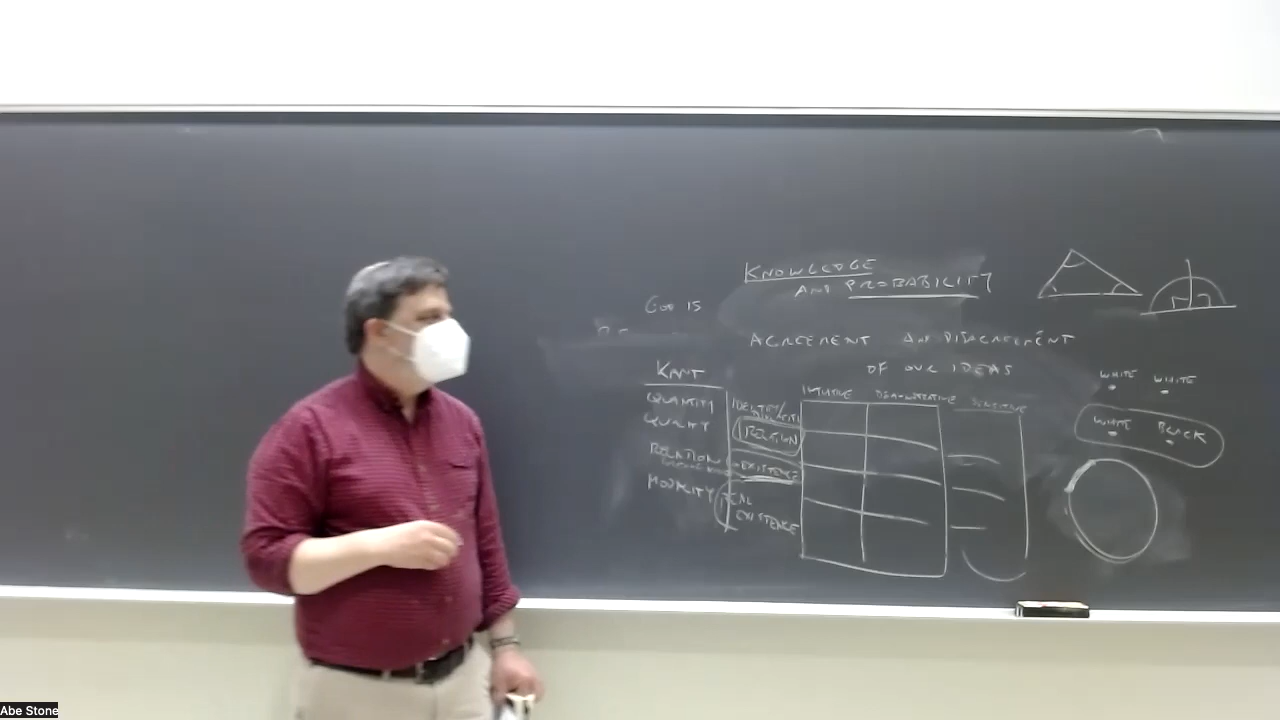 KNOWLEDGE
AND PROBABILITY
GOD IS
AGREEMENT AND DISAGREEMENT
OF OUR IDEAS
KANT
QUANTITY
QUALITY
RELATION
MODALITY
IDENTITY/
RELATION
COEXISTENCE
REAL
EXISTENCE
INTUITIVE DEMONSTRATIVE SENSITIVE
WHITE WHITE
WHITE BLACK
Abe Stone